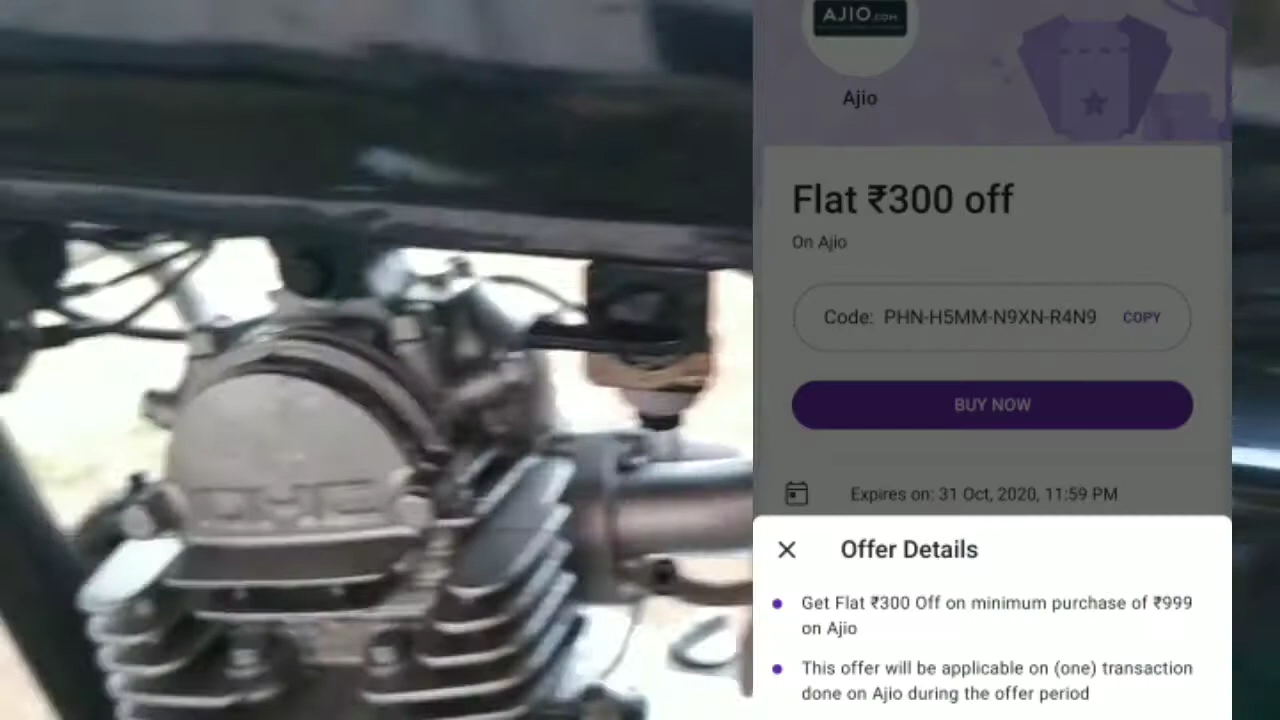 AJIO.COM
Ajio
Flat ₹300 off
On Ajio
Code: PHN-H5MM-N9XN-R4N9 COPY
BUY NOW
Expires on: 31 Oct, 2020, 11:59 PM
Offer Details
Get Flat ₹300 Off on minimum purchase of ₹999
on Ajio
This offer will be applicable on (one) transaction
done on Ajio during the offer period